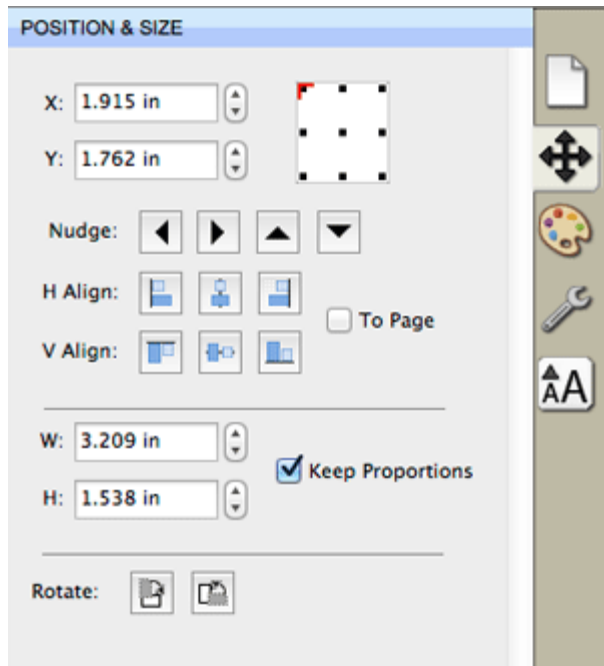 POSITION & SIZE
X: 1.915 in
Y: 1.762 in
Nudge:
H Align:
To Page
V Align:
AA
W: 3.209 in
Keep Proportions
H: 1.538 in
Rotate: